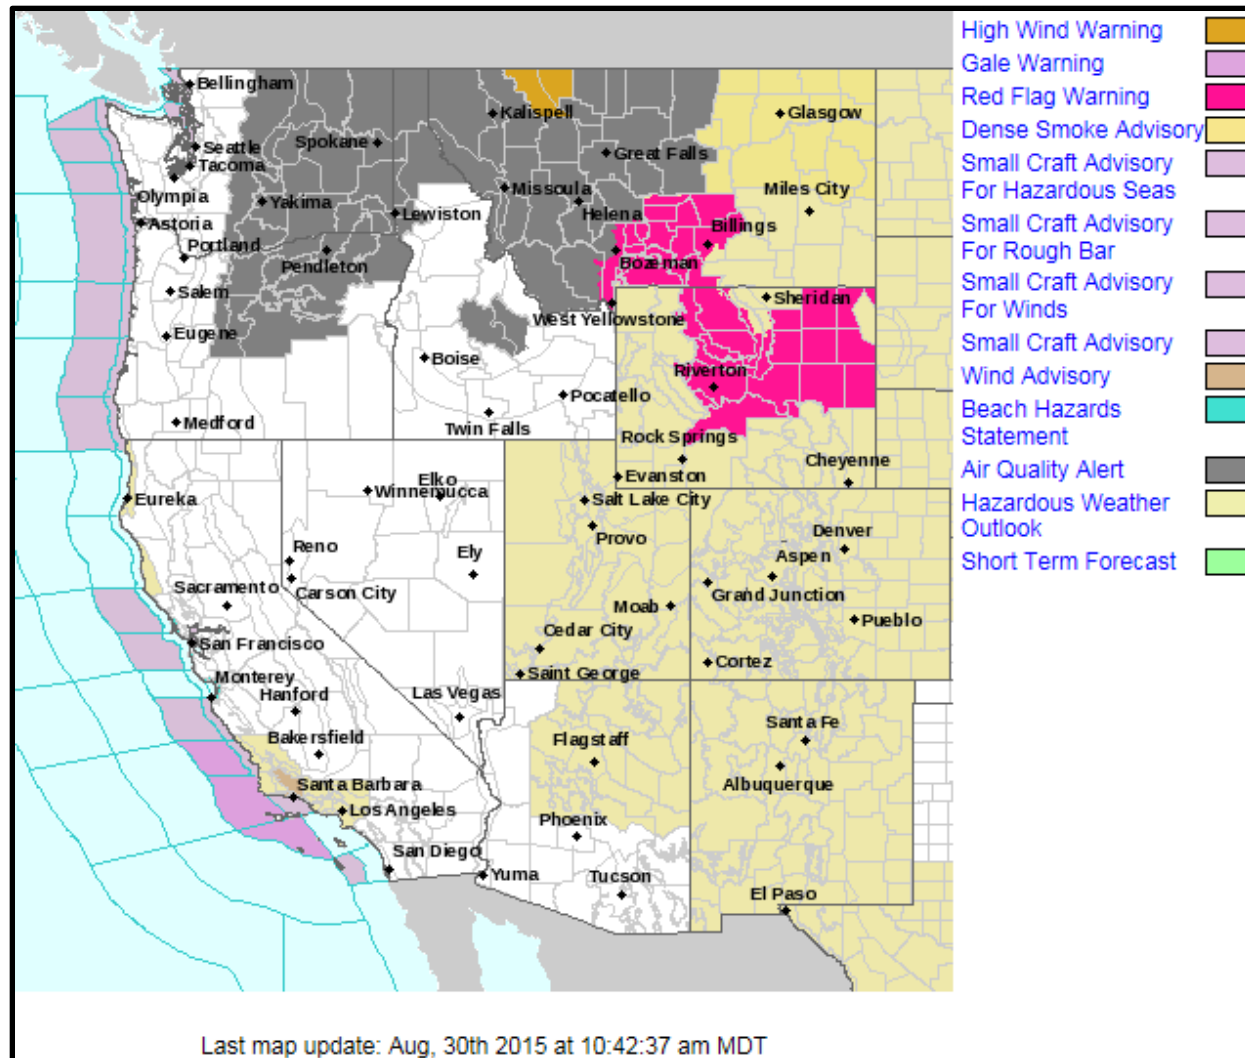 High Wind Warning
Gale Warning
Red Flag Warning
Dense Smoke Advisory
Small Craft Advisory
For Hazardous Seas
Small Craft Advisory
For Rough Bar
Small Craft Advisory
For Winds
Small Craft Advisory
Wind Advisory
Beach Hazards
Statement
Air Quality Alert
Hazardous Weather
Outlook
Short Term Forecast
Bellingham
Kalispell
Glasgow
Seattle
Spokane
Great Falls
Tacoma
Olympia
Missoula
Miles City
Yakima
Lewiston
Helena
Astoria
Billings
Portland
Pendleton
Bozeman
Salem
Sheridan
West Yellowstone
Eugene
Boise
Riverton
Pocatello
Medford
Twin Falls
Rock Springs
Cheyenne
Elko
Evanston
Winnemucca
Eureka
Salt Lake City
Provo
Denver
Reno
Ely
Aspen
Sacramento
Carson City
Grand Junction
Moab
Pueblo
San Francisco
Cedar City
Cortez
Monterey
Saint George
Hanford
Las Vegas
Santa Fe
Bakersfield
Flagstaff
Albuquerque
Santa Barbara
Los Angeles
Phoenix
San Diego
Yuma
Tucson
El Paso
Last map update: Aug, 30th 2015 at 10:42:37 am MDT